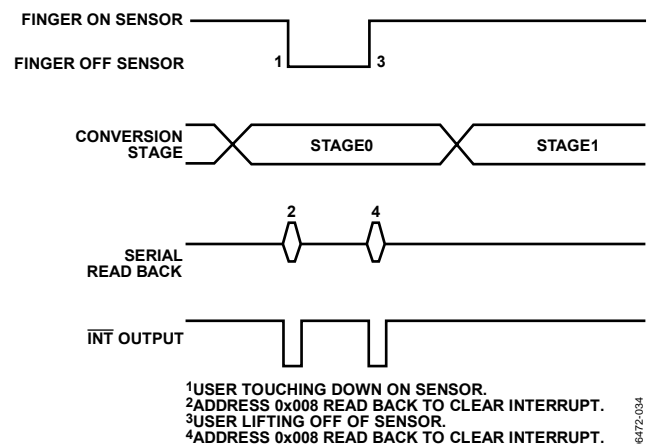 FINGER ON SENSOR
FINGER OFF SENSOR
1
3
CONVERSION
STAGE
STAGE0
STAGE1
2
4
SERIAL
READ BACK
INT OUTPUT
1USER TOUCHING DOWN ON SENSOR.
2ADDRESS 0x008 READ BACK TO CLEAR INTERRUPT.
3USER LIFTING OFF OF SENSOR.
4ADDRESS 0x008 READ BACK TO CLEAR INTERRUPT.
6472-034